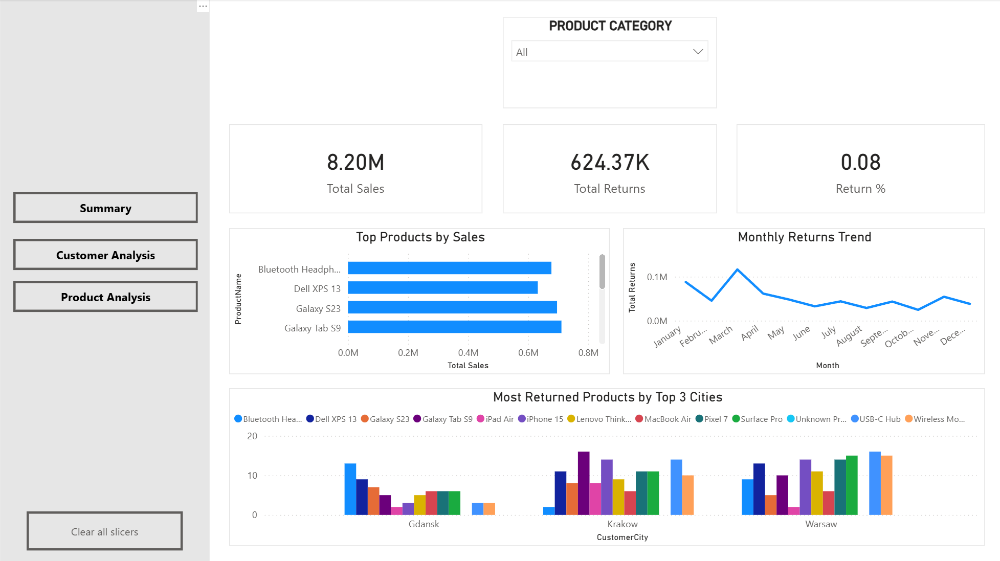 ...
PRODUCT CATEGORY
All
8.20M
Total Sales
624.37K
Total Returns
0.08
Return %
Summary
Customer Analysis
Product Analysis
Clear all slicers
Top Products by Sales
ProductName
Bluetooth Headph...
Dell XPS 13
Galaxy S23
Galaxy Tab S9
0.0M 0.2M 0.4M 0.6M 0.8M
Total Sales
Monthly Returns Trend
Total Returns
0.1M
0.0M
January Febru... March April May June July August Septe... Octob... Nove... Dece...
Month
Most Returned Products by Top 3 Cities
Bluetooth Hea... Dell XPS 13 Galaxy S23 Galaxy Tab S9 iPad Air iPhone 15 Lenovo Think... MacBook Air Pixel 7 Surface Pro Unknown Pr... USB-C Hub Wireless Mo...
20
10
0
Gdansk Krakow Warsaw
CustomerCity